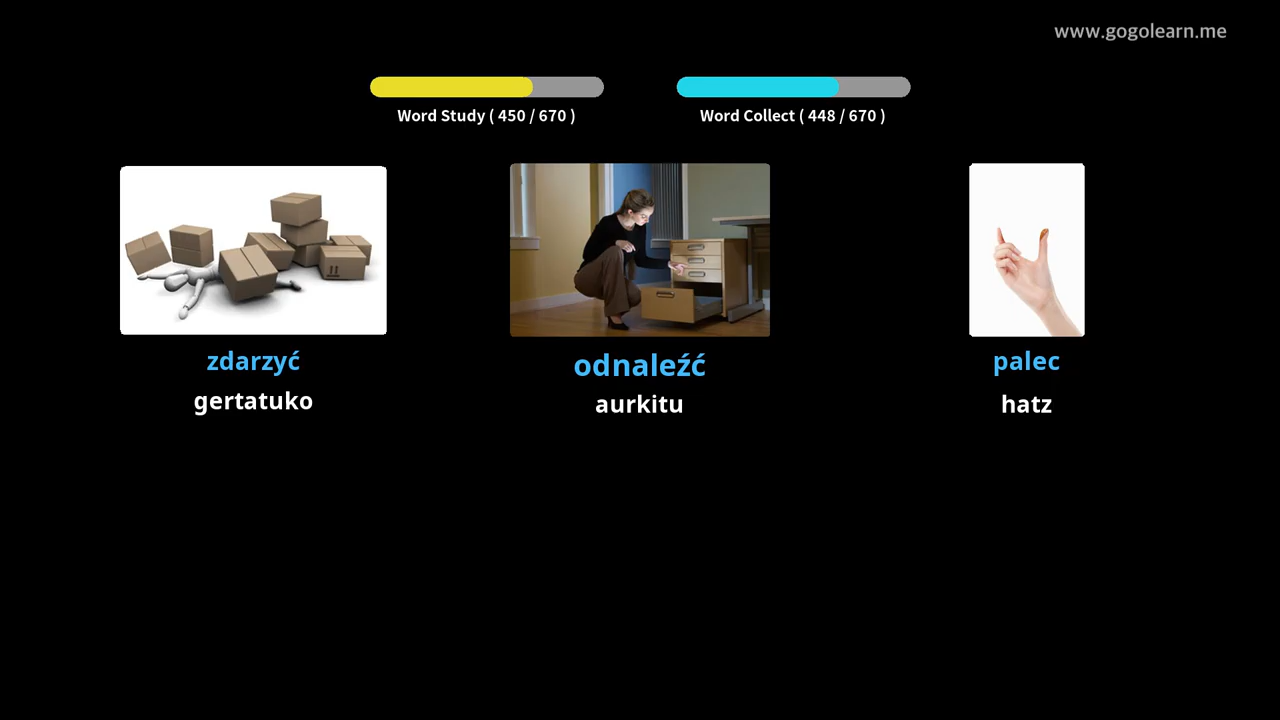 www.gogolearn.me
Word Study ( 450 / 670 )
Word Collect ( 448 / 670 )
zdarzyć
gertatuko
odnaleźć
aurkitu
palec
hatz